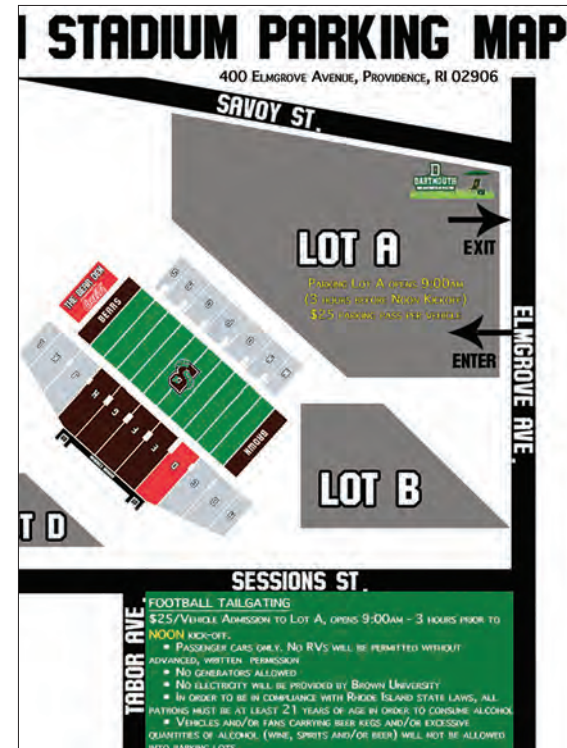 STADIUM PARKING MAP
400 Elmgrove Avenue, Providence, RI 02906
SAVOY ST.
DARTMOUTH
LOT A
EXIT
Parking Lot A opens 9:00am
(3 hours before Noon Kickoff)
$25 parking pass per vehicle
ENTER
ELMGROVE AVE.
THE BEAR DEN
BEARS
BROWN
LOT B
T D
SESSIONS ST.
TABOR AVE.
FOOTBALL TAILGATING
$25/Vehicle Admission to Lot A, opens 9:00am - 3 hours prior to
NOON kick-off.
• Passenger cars only. No RVs will be permitted without
advanced, written permission
• No generators allowed
• No electricity will be provided by Brown University
• In order to be in compliance with Rhode Island state laws, all
patrons must be at least 21 years of age in order to consume alcohol
• Vehicles and/or fans carrying beer kegs and/or excessive
quantities of alcohol (wine, spirits and/or beer) will not be allowed
into parking lots